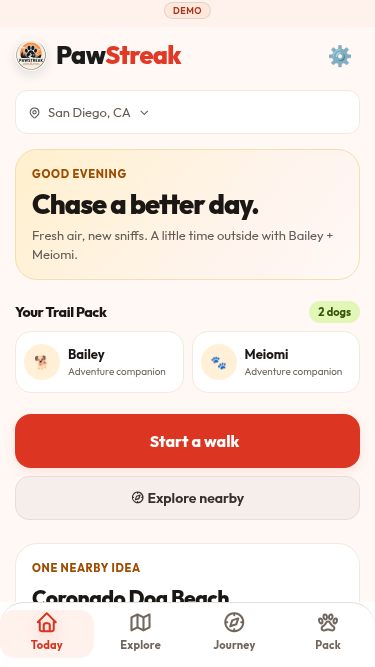 DEMO
PAWSTREAK
PawStreak
San Diego, CA
GOOD EVENING
Chase a better day.
Fresh air, new sniffs. A little time outside with Bailey +
Meiomi.
Your Trail Pack
2 dogs
Bailey
Adventure companion
Meiomi
Adventure companion
Start a walk
Explore nearby
ONE NEARBY IDEA
Coronado Dog Beach
Today
Explore
Journey
Pack